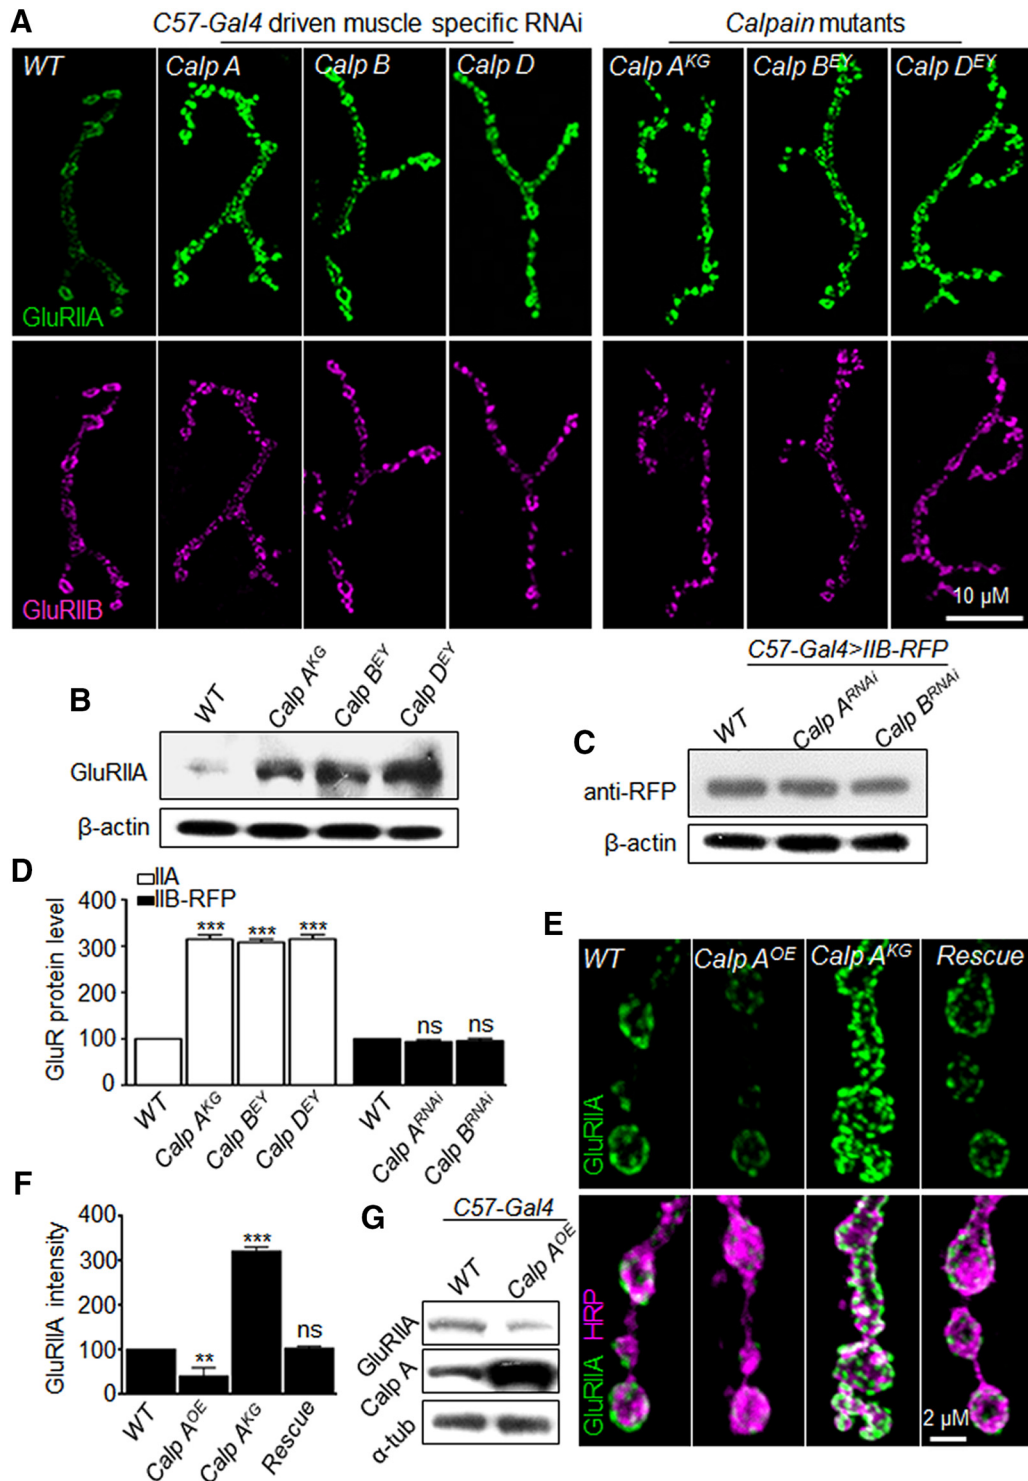 A
C57-Gal4 driven muscle specific RNAi
Calpain mutants
WT
Calp A
Calp B
Calp D
Calp A^KG
Calp B^EY
Calp D^EY
GluRIIA
GluRIIB
10 µM
B
WT
Calp A^KG
Calp B^EY
Calp D^EY
GluRIIA
β-actin
C
C57-Gal4>IIB-RFP
WT
Calp A^RNAi
Calp B^RNAi
anti-RFP
β-actin
D
IIA
IIB-RFP
GluR protein level
400
300
200
100
0
***
***
***
ns
ns
WT
Calp A^KG
Calp B^EY
Calp D^EY
WT
Calp A^RNAi
Calp B^RNAi
E
WT
Calp A^OE
Calp A^KG
Rescue
GluRIIA
GluRIIA HRP
2 µM
F
GluRIIA intensity
400
300
200
100
0
**
***
ns
WT
Calp A^OE
Calp A^KG
Rescue
G
C57-Gal4
WT
Calp A^OE
GluRIIA
Calp A
α-tub